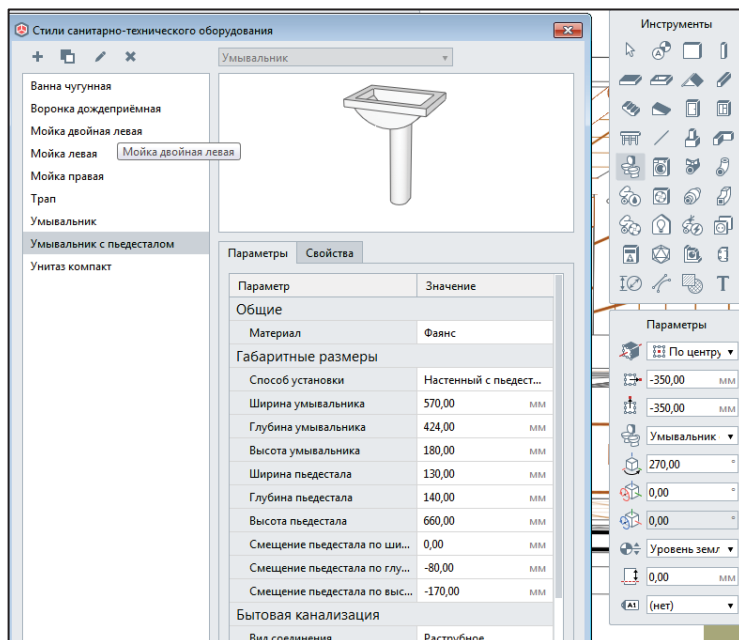 Стили санитарно-технического оборудования
Умывальник
Ванна чугунная
Воронка дождеприёмная
Мойка двойная левая
Мойка левая
Мойка двойная левая
Мойка правая
Трап
Умывальник
Умывальник с пьедесталом
Унитаз компакт
Параметры Свойства
Параметр Значение
Общие
Материал Фаянс
Габаритные размеры
Способ установки Настенный с пьедест...
Ширина умывальника 570,00 мм
Глубина умывальника 424,00 мм
Высота умывальника 180,00 мм
Ширина пьедестала 130,00 мм
Глубина пьедестала 140,00 мм
Высота пьедестала 660,00 мм
Смещение пьедестала по ши... 0,00 мм
Смещение пьедестала по глу... -80,00 мм
Смещение пьедестала по выс... -170,00 мм
Бытовая канализация
Вид соединения Раструбное
Инструменты
Параметры
По центру
-350,00 мм
-350,00 мм
Умывальник
270,00 °
0,00 °
0,00 °
Уровень земл
0,00 мм
A1 (нет)